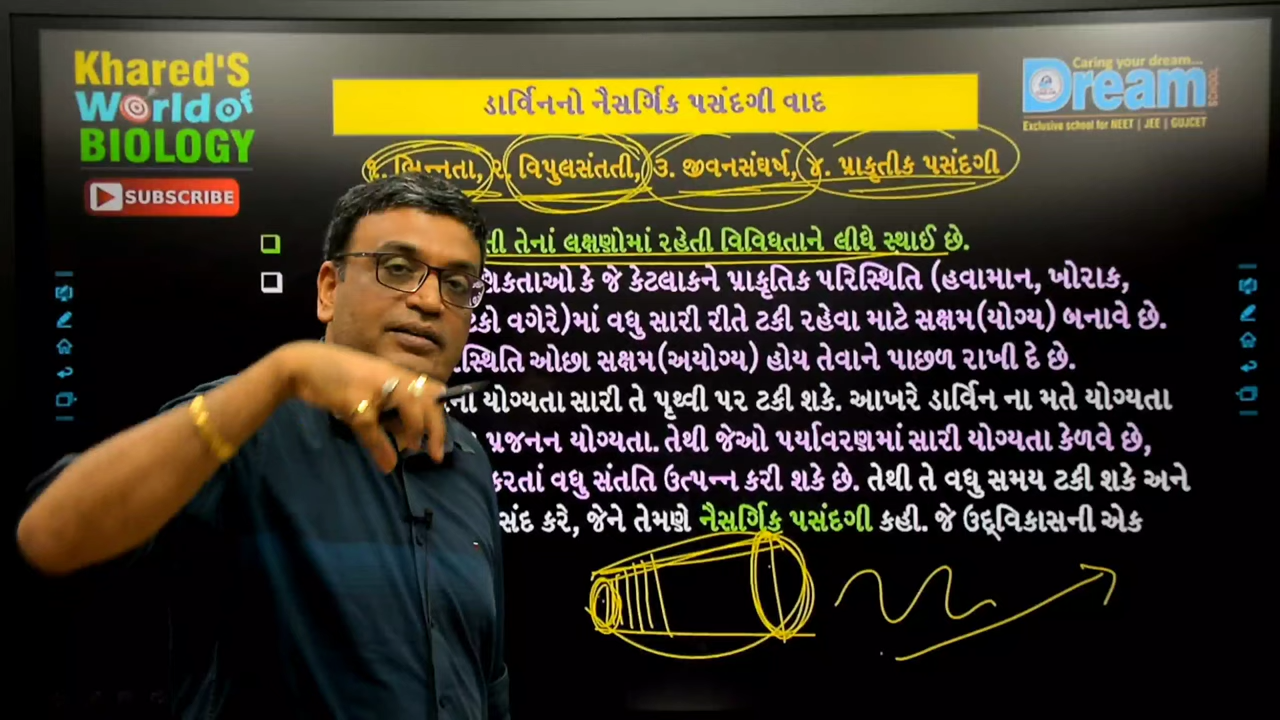 Khared'S
World of
BIOLOGY
SUBSCRIBE
Caring your dream...
Dream
SCHOOL
Exclusive school for NEET | JEE | GUJCET
ડાર્વિનનો નૈસર્ગિક પસંદગી વાદ
૧. ભિન્નતા, ૨. વિપુલસંતતી, ૩. જીવનસંઘર્ષ, ૪. પ્રાકૃતીક પસંદગી
તેનાં લક્ષણોમાં રહેતી વિવિધતાને લીધે સ્થાઈ છે.
કે જે કેટલાકને પ્રાકૃતિક પરિસ્થિતિ (હવામાન, ખોરાક,
વગેરે)માં વધુ સારી રીતે ટકી રહેવા માટે સક્ષમ(યોગ્ય) બનાવે છે.
ઓછા સક્ષમ(અયોગ્ય) હોય તેવાને પાછળ રાખી દે છે.
યોગ્યતા સારી તે પૃથ્વી પર ટકી શકે. આખરે ડાર્વિન ના મતે યોગ્યતા
પ્રજનન યોગ્યતા. તેથી જેઓ પર્યાવરણમાં સારી યોગ્યતા કેળવે છે,
કરતાં વધુ સંતતિ ઉત્પન્ન કરી શકે છે. તેથી તે વધુ સમય ટકી શકે અને
કરે, જેને તેમણે નૈસર્ગિક પસંદગી કહી. જે ઉદ્‌વિકાસની એક